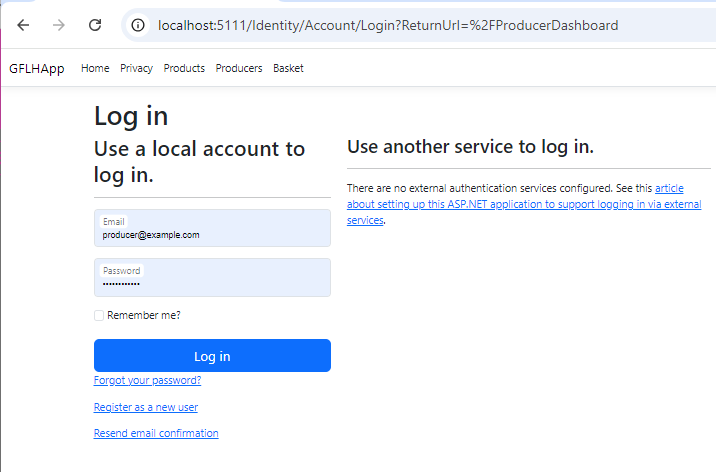 localhost:5111/Identity/Account/Login?ReturnUrl=%2FProducerDashboard
GFLHApp Home Privacy Products Producers Basket
Log in
Use a local account to
log in.
Email
producer@example.com
Password
••••••••••••
Remember me?
Log in
Forgot your password?
Register as a new user
Resend email confirmation
Use another service to log in.
There are no external authentication services configured. See this article
about setting up this ASP.NET application to support logging in via external
services.